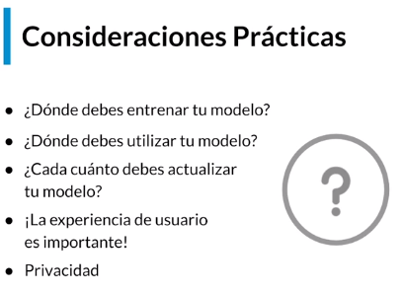 Consideraciones Prácticas
● ¿Dónde debes entrenar tu modelo?
● ¿Dónde debes utilizar tu modelo?
● ¿Cada cuánto debes actualizar
tu modelo?
● ¡La experiencia de usuario
es importante!
● Privacidad
?